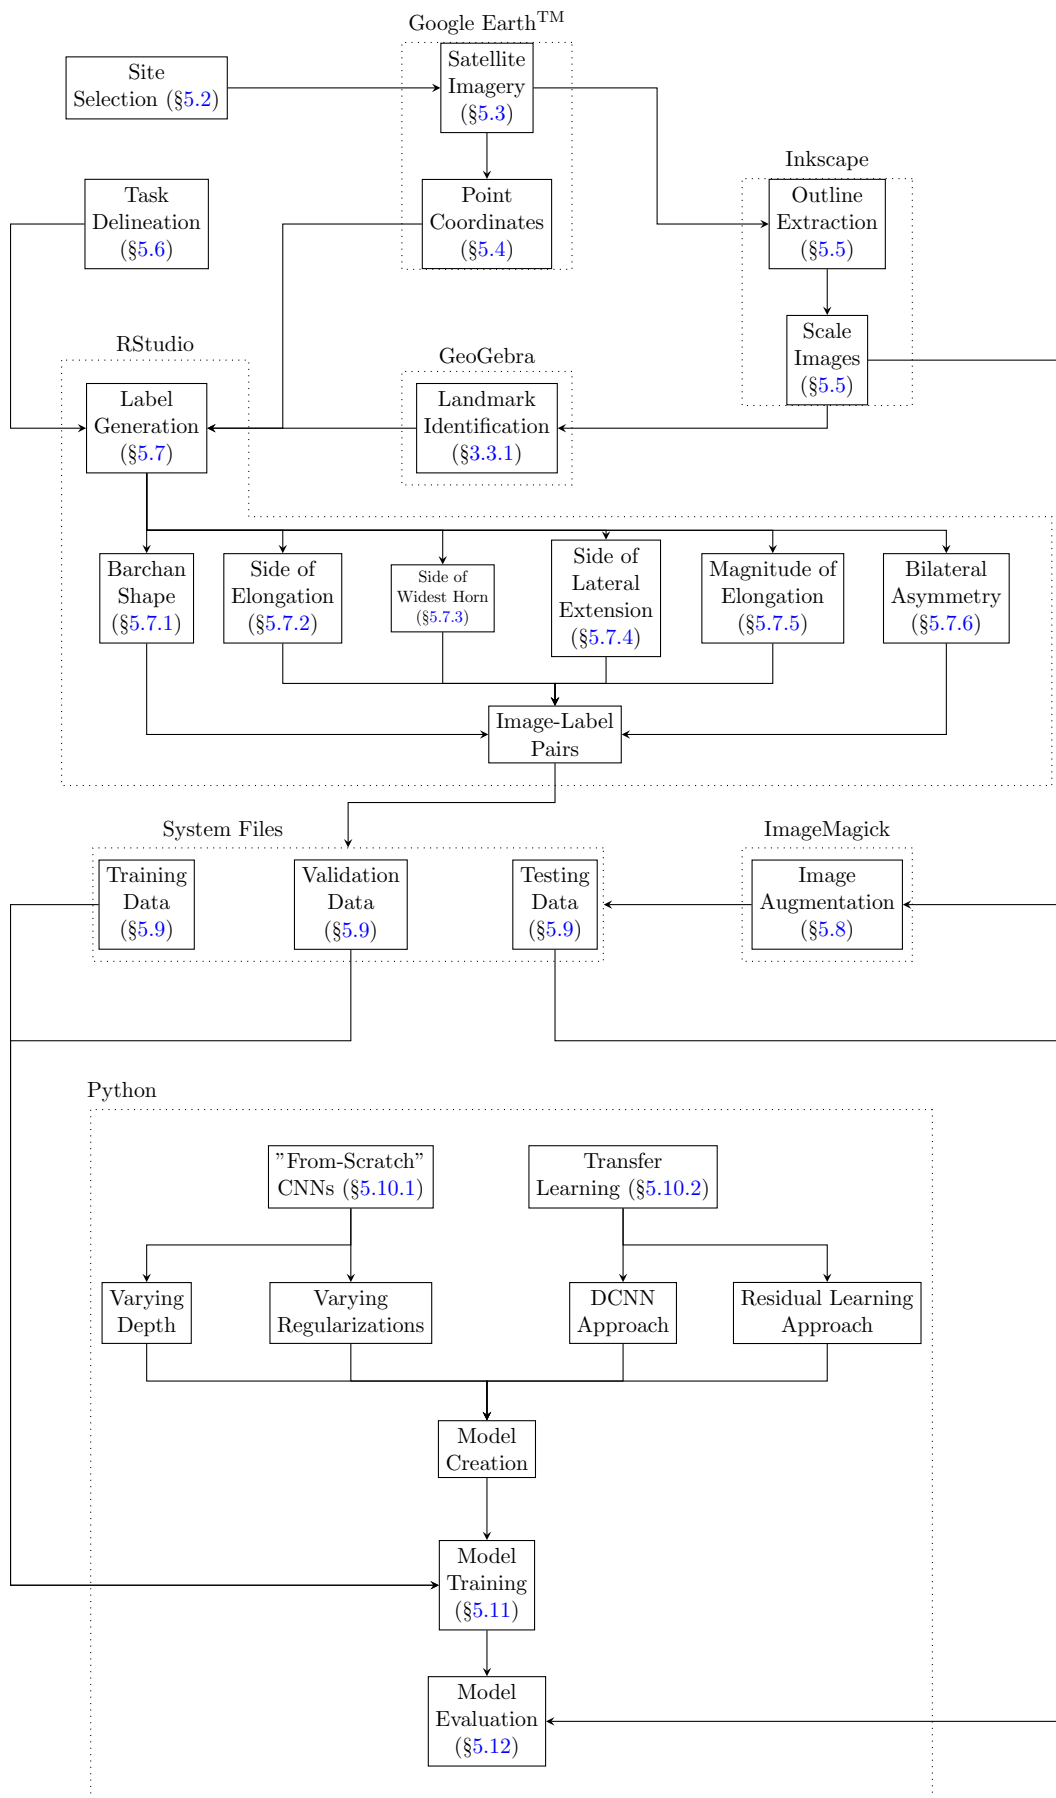 Google Earth™
Site
Selection (§5.2)
Satellite
Imagery
(§5.3)
Inkscape
Task
Delineation
(§5.6)
Point
Coordinates
(§5.4)
Outline
Extraction
(§5.5)
Scale
Images
(§5.5)
RStudio
GeoGebra
Label
Generation
(§5.7)
Landmark
Identification
(§3.3.1)
Barchan
Shape
(§5.7.1)
Side of
Elongation
(§5.7.2)
Side of
Widest Horn
(§5.7.3)
Side of
Lateral
Extension
(§5.7.4)
Magnitude of
Elongation
(§5.7.5)
Bilateral
Asymmetry
(§5.7.6)
Image-Label
Pairs
System Files
ImageMagick
Training
Data
(§5.9)
Validation
Data
(§5.9)
Testing
Data
(§5.9)
Image
Augmentation
(§5.8)
Python
”From-Scratch”
CNNs (§5.10.1)
Transfer
Learning (§5.10.2)
Varying
Depth
Varying
Regularizations
DCNN
Approach
Residual Learning
Approach
Model
Creation
Model
Training
(§5.11)
Model
Evaluation
(§5.12)